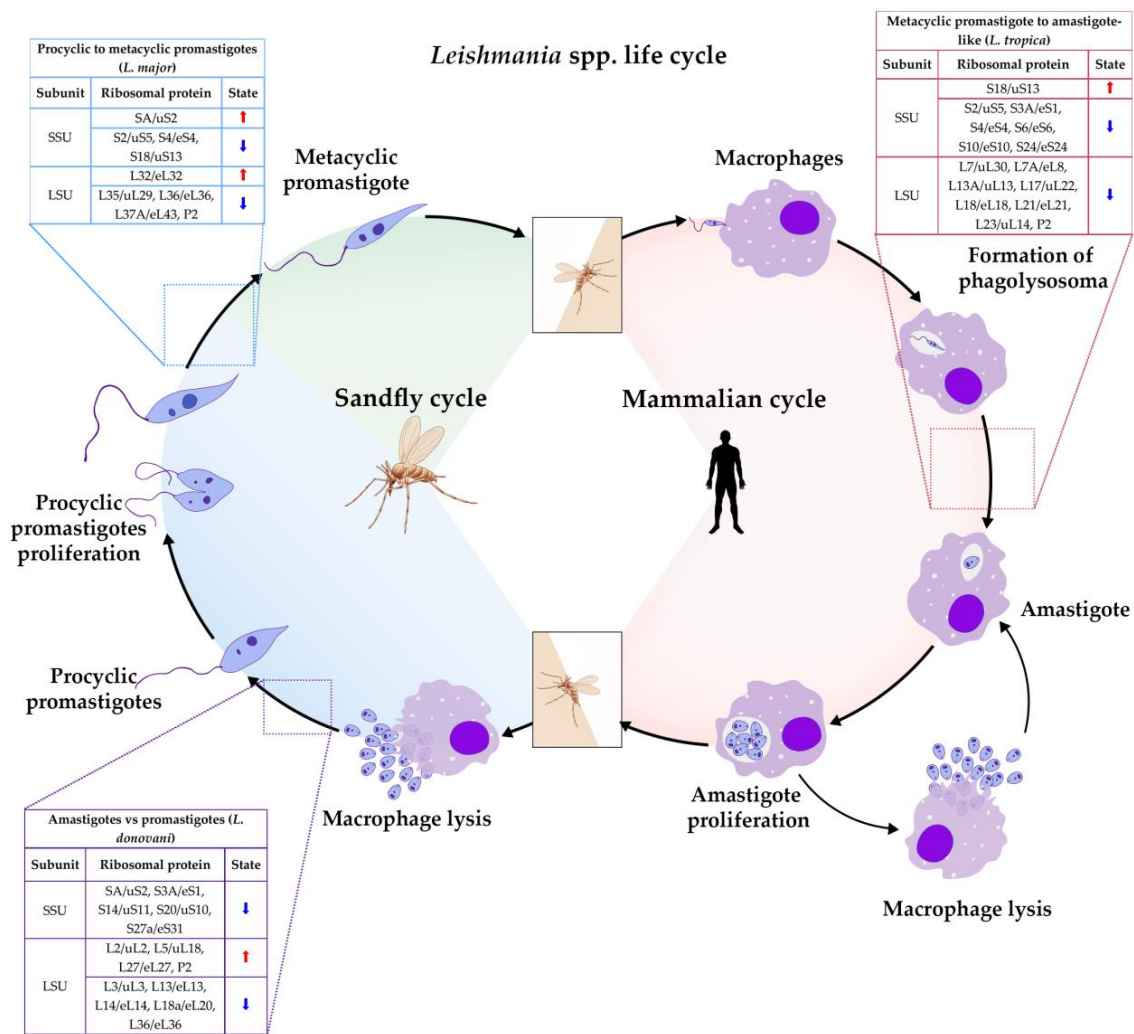 Leishmania spp. life cycle
Procyclic to metacyclic promastigotes
(L. major)
Subunit Ribosomal protein State
SSU
SA/uS2 ⬆
S2/uS5, S4/eS4,
S18/uS13 ⬇
LSU
L32/eL32 ⬆
L35/uL29, L36/eL36,
L37A/eL43, P2 ⬇
Metacyclic promastigote to amastigote-
like (L. tropica)
Subunit Ribosomal protein State
SSU
S18/uS13 ⬆
S2/uS5, S3A/eS1,
S4/eS4, S6/eS6,
S10/eS10, S24/eS24 ⬇
LSU
L7/uL30, L7A/eL8,
L13A/uL13, L17/uL22,
L18/eL18, L21/eL21,
L23/uL14, P2 ⬇
Metacyclic
promastigote
Macrophages
Formation of
phagolysosoma
Sandfly cycle
Mammalian cycle
Procyclic
promastigotes
proliferation
Amastigote
Procyclic
promastigotes
Macrophage lysis
Amastigote
proliferation
Macrophage lysis
Amastigotes vs promastigotes (L.
donovani)
Subunit Ribosomal protein State
SSU
SA/uS2, S3A/eS1,
S14/uS11, S20/uS10,
S27a/eS31 ⬇
LSU
L2/uL2, L5/uL18,
L27/eL27, P2 ⬆
L3/uL3, L13/eL13,
L14/eL14, L18a/eL20,
L36/eL36 ⬇